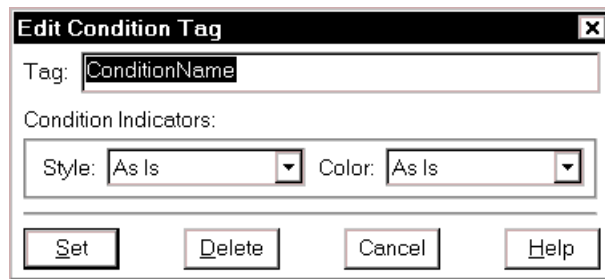 Edit Condition Tag
Tag: ConditionName
Condition Indicators:
Style: As Is Color: As Is
Set Delete Cancel Help